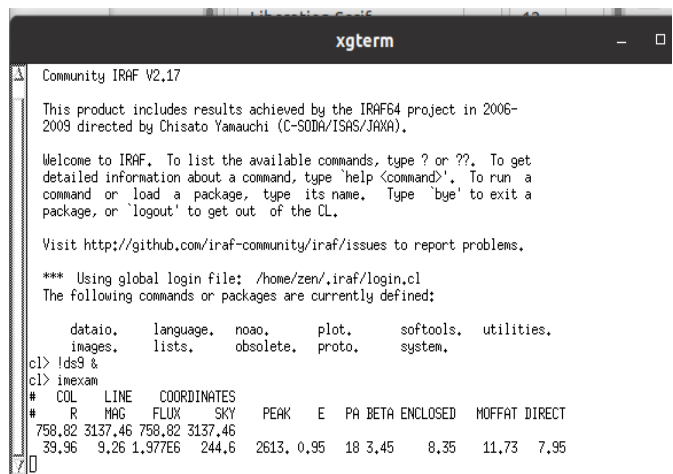 xgterm
Community IRAF V2.17
This product includes results achieved by the IRAF64 project in 2006-
2009 directed by Chisato Yamauchi (C-SODA/ISAS/JAXA).
Welcome to IRAF. To list the available commands, type ? or ??. To get
detailed information about a command, type `help <command>'. To run a
command or load a package, type its name. Type `bye' to exit a
package, or `logout' to get out of the CL.
Visit http://github.com/iraf-community/iraf/issues to report problems.
*** Using global login file: /home/zen/.iraf/login.cl
The following commands or packages are currently defined:
dataio. language. noao. plot. softools. utilities.
images. lists. obsolete. proto. system.
cl> !ds9 &
cl> imexam
# COL LINE COORDINATES
# R MAG FLUX SKY PEAK E PA BETA ENCLOSED MOFFAT DIRECT
758.82 3137.46 758.82 3137.46
39.96 9.26 1.977E6 244.6 2613. 0.95 18 3.45 8.35 11.73 7.95